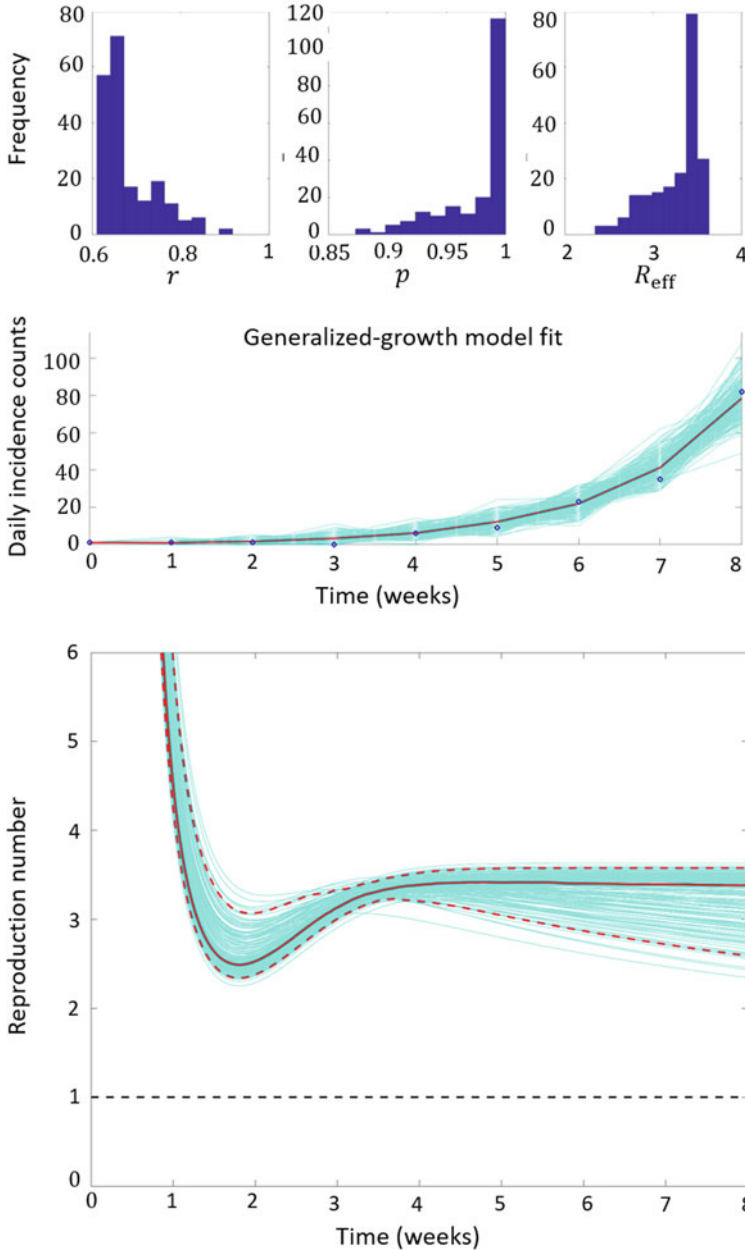 Frequency
80
60
40
20
0
0.6 0.8 1
r
120
100
80
60
40
20
0
0.85 0.9 0.95 1
p
80
60
40
20
0
2 3 4
R_eff
Generalized-growth model fit
Daily incidence counts
100
80
60
40
20
0
0 1 2 3 4 5 6 7 8
Time (weeks)
Reproduction number
6
5
4
3
2
1
0
0 1 2 3 4 5 6 7 8
Time (weeks)